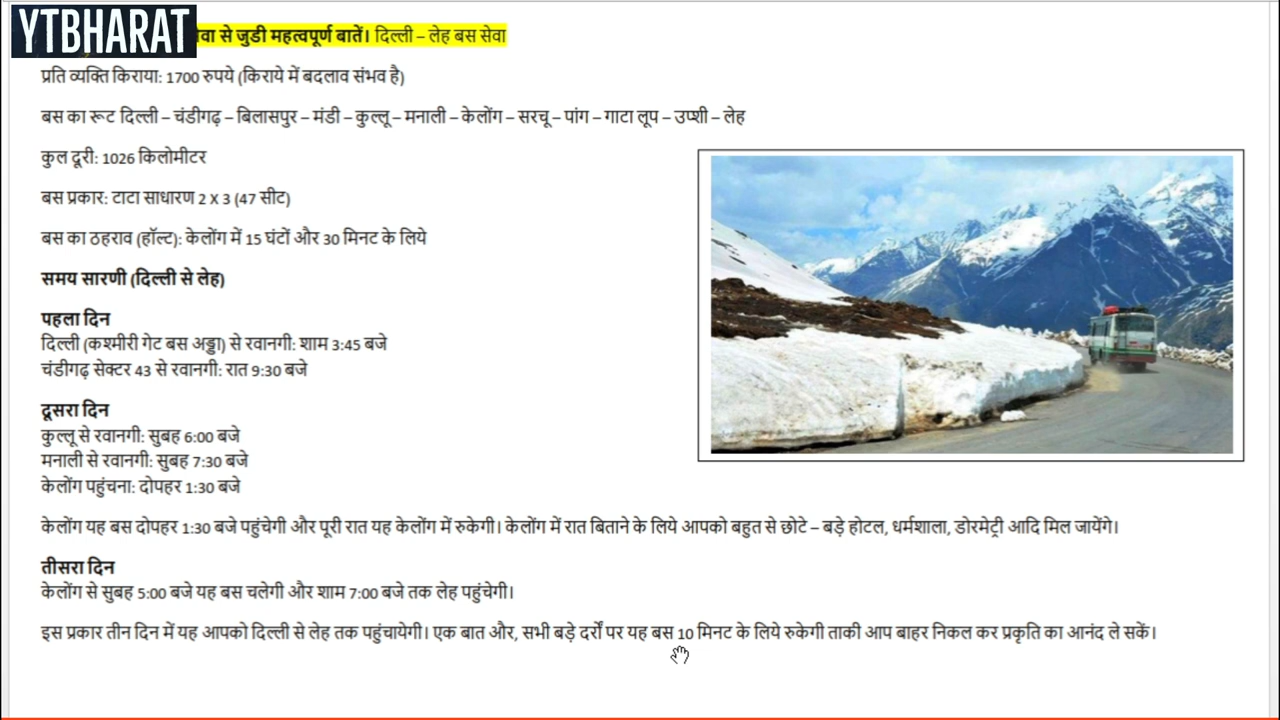 YTBHARAT
से जुडी महत्वपूर्ण बातें। दिल्ली – लेह बस सेवा
प्रति व्यक्ति किराया: 1700 रुपये (किराये में बदलाव संभव है)
बस का रूट दिल्ली – चंडीगढ़ – बिलासपुर – मंडी – कुल्लू – मनाली – केलोंग – सरचू – पांग – गाटा लूप – उप्शी – लेह
कुल दूरी: 1026 किलोमीटर
बस प्रकार: टाटा साधारण 2 X 3 (47 सीट)
बस का ठहराव (हॉल्ट): केलोंग में 15 घंटों और 30 मिनट के लिये
समय सारणी (दिल्ली से लेह)
पहला दिन
दिल्ली (कश्मीरी गेट बस अड्डा) से रवानगी: शाम 3:45 बजे
चंडीगढ़ सेक्टर 43 से रवानगी: रात 9:30 बजे
दूसरा दिन
कुल्लू से रवानगी: सुबह 6:00 बजे
मनाली से रवानगी: सुबह 7:30 बजे
केलोंग पहुंचना: दोपहर 1:30 बजे
केलोंग यह बस दोपहर 1:30 बजे पहुंचेगी और पूरी रात यह केलोंग में रुकेगी। केलोंग में रात बिताने के लिये आपको बहुत से छोटे – बड़े होटल, धर्मशाला, डोरमेट्री आदि मिल जायेंगे।
तीसरा दिन
केलोंग से सुबह 5:00 बजे यह बस चलेगी और शाम 7:00 बजे तक लेह पहुंचेगी।
इस प्रकार तीन दिन में यह आपको दिल्ली से लेह तक पहुंचायेगी। एक बात और, सभी बड़े दर्रों पर यह बस 10 मिनट के लिये रुकेगी ताकी आप बाहर निकल कर प्रकृति का आनंद ले सकें।